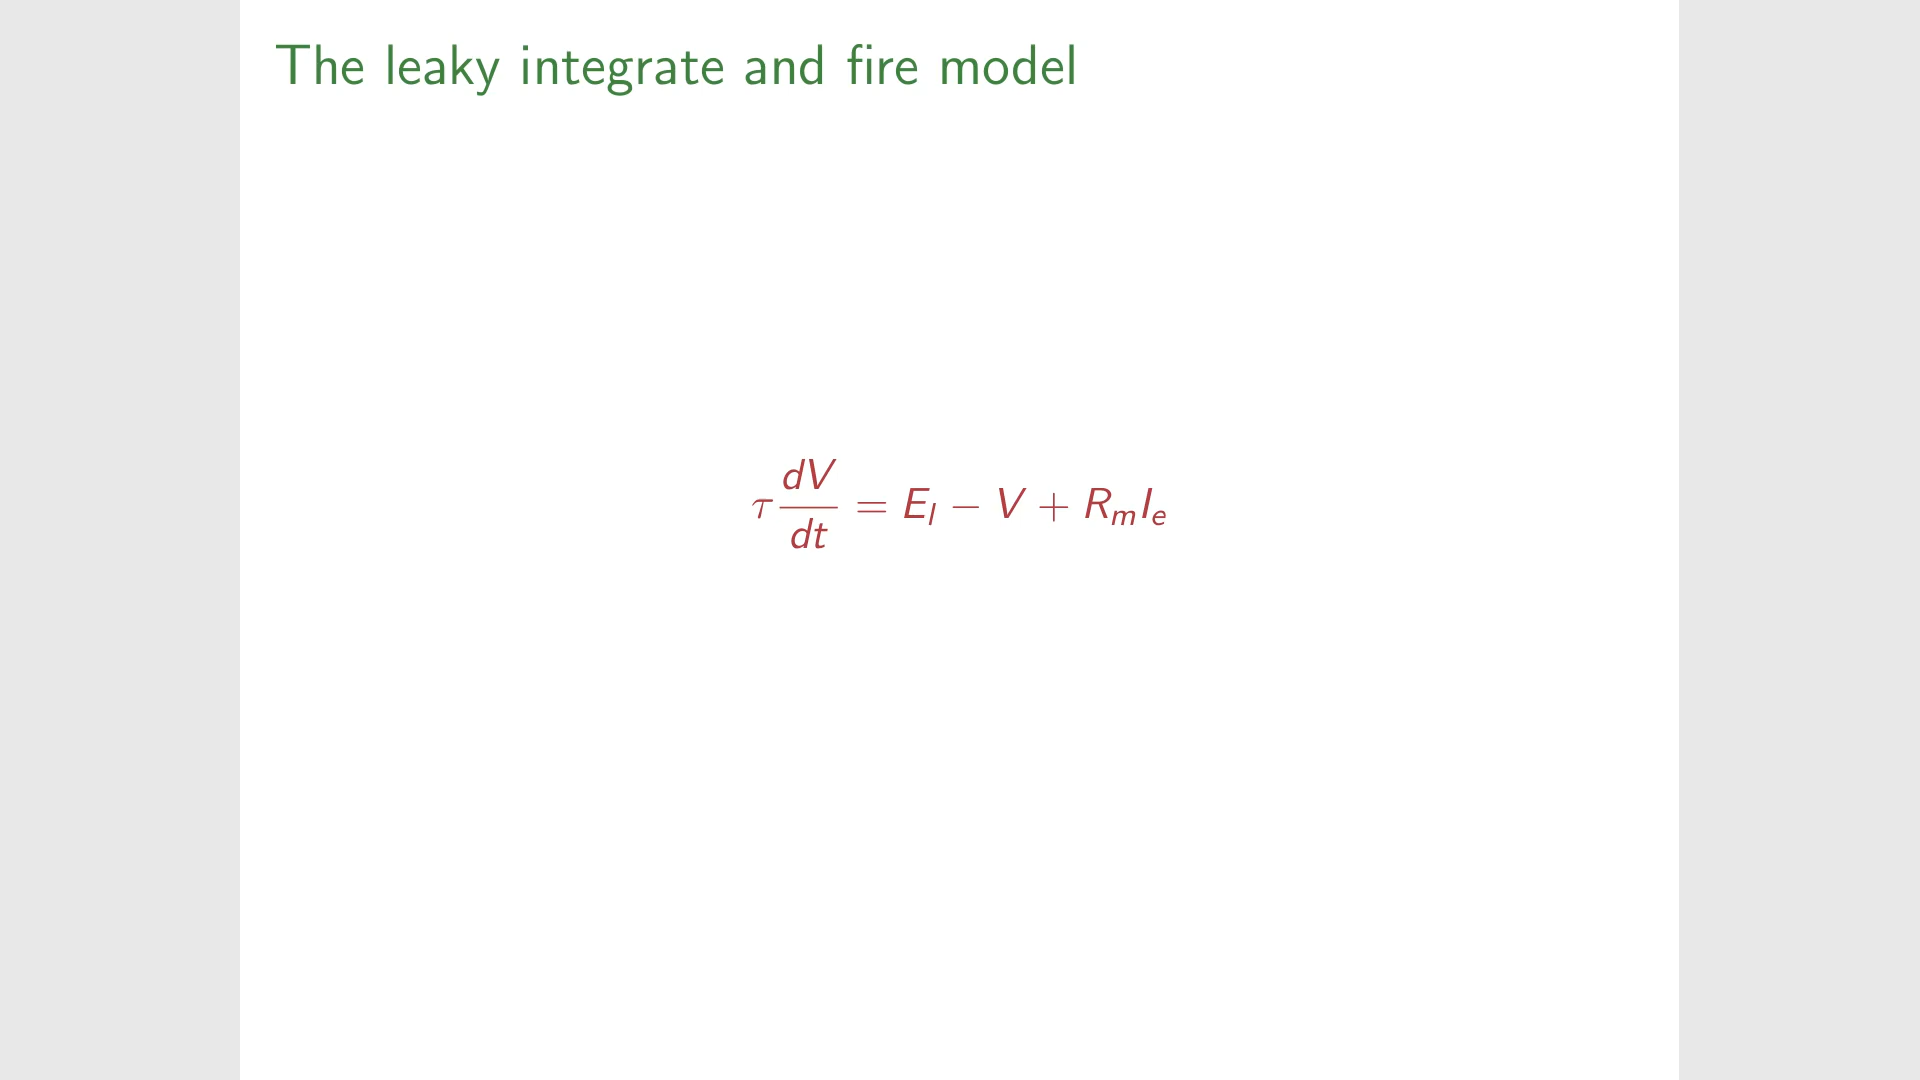 The leaky integrate and fire model
τ dV/dt = E_l − V + R_m I_e